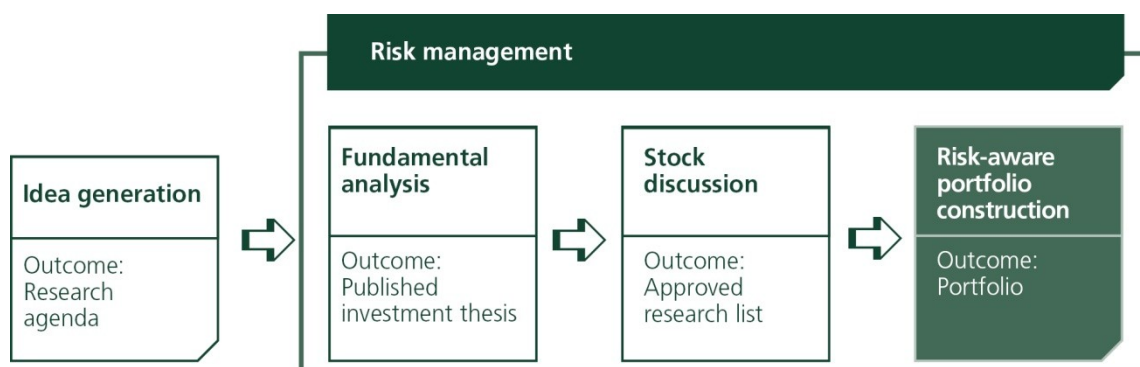 Risk management
Idea generation
Outcome:
Research
agenda
Fundamental
analysis
Outcome:
Published
investment thesis
Stock
discussion
Outcome:
Approved
research list
Risk-aware
portfolio
construction
Outcome:
Portfolio